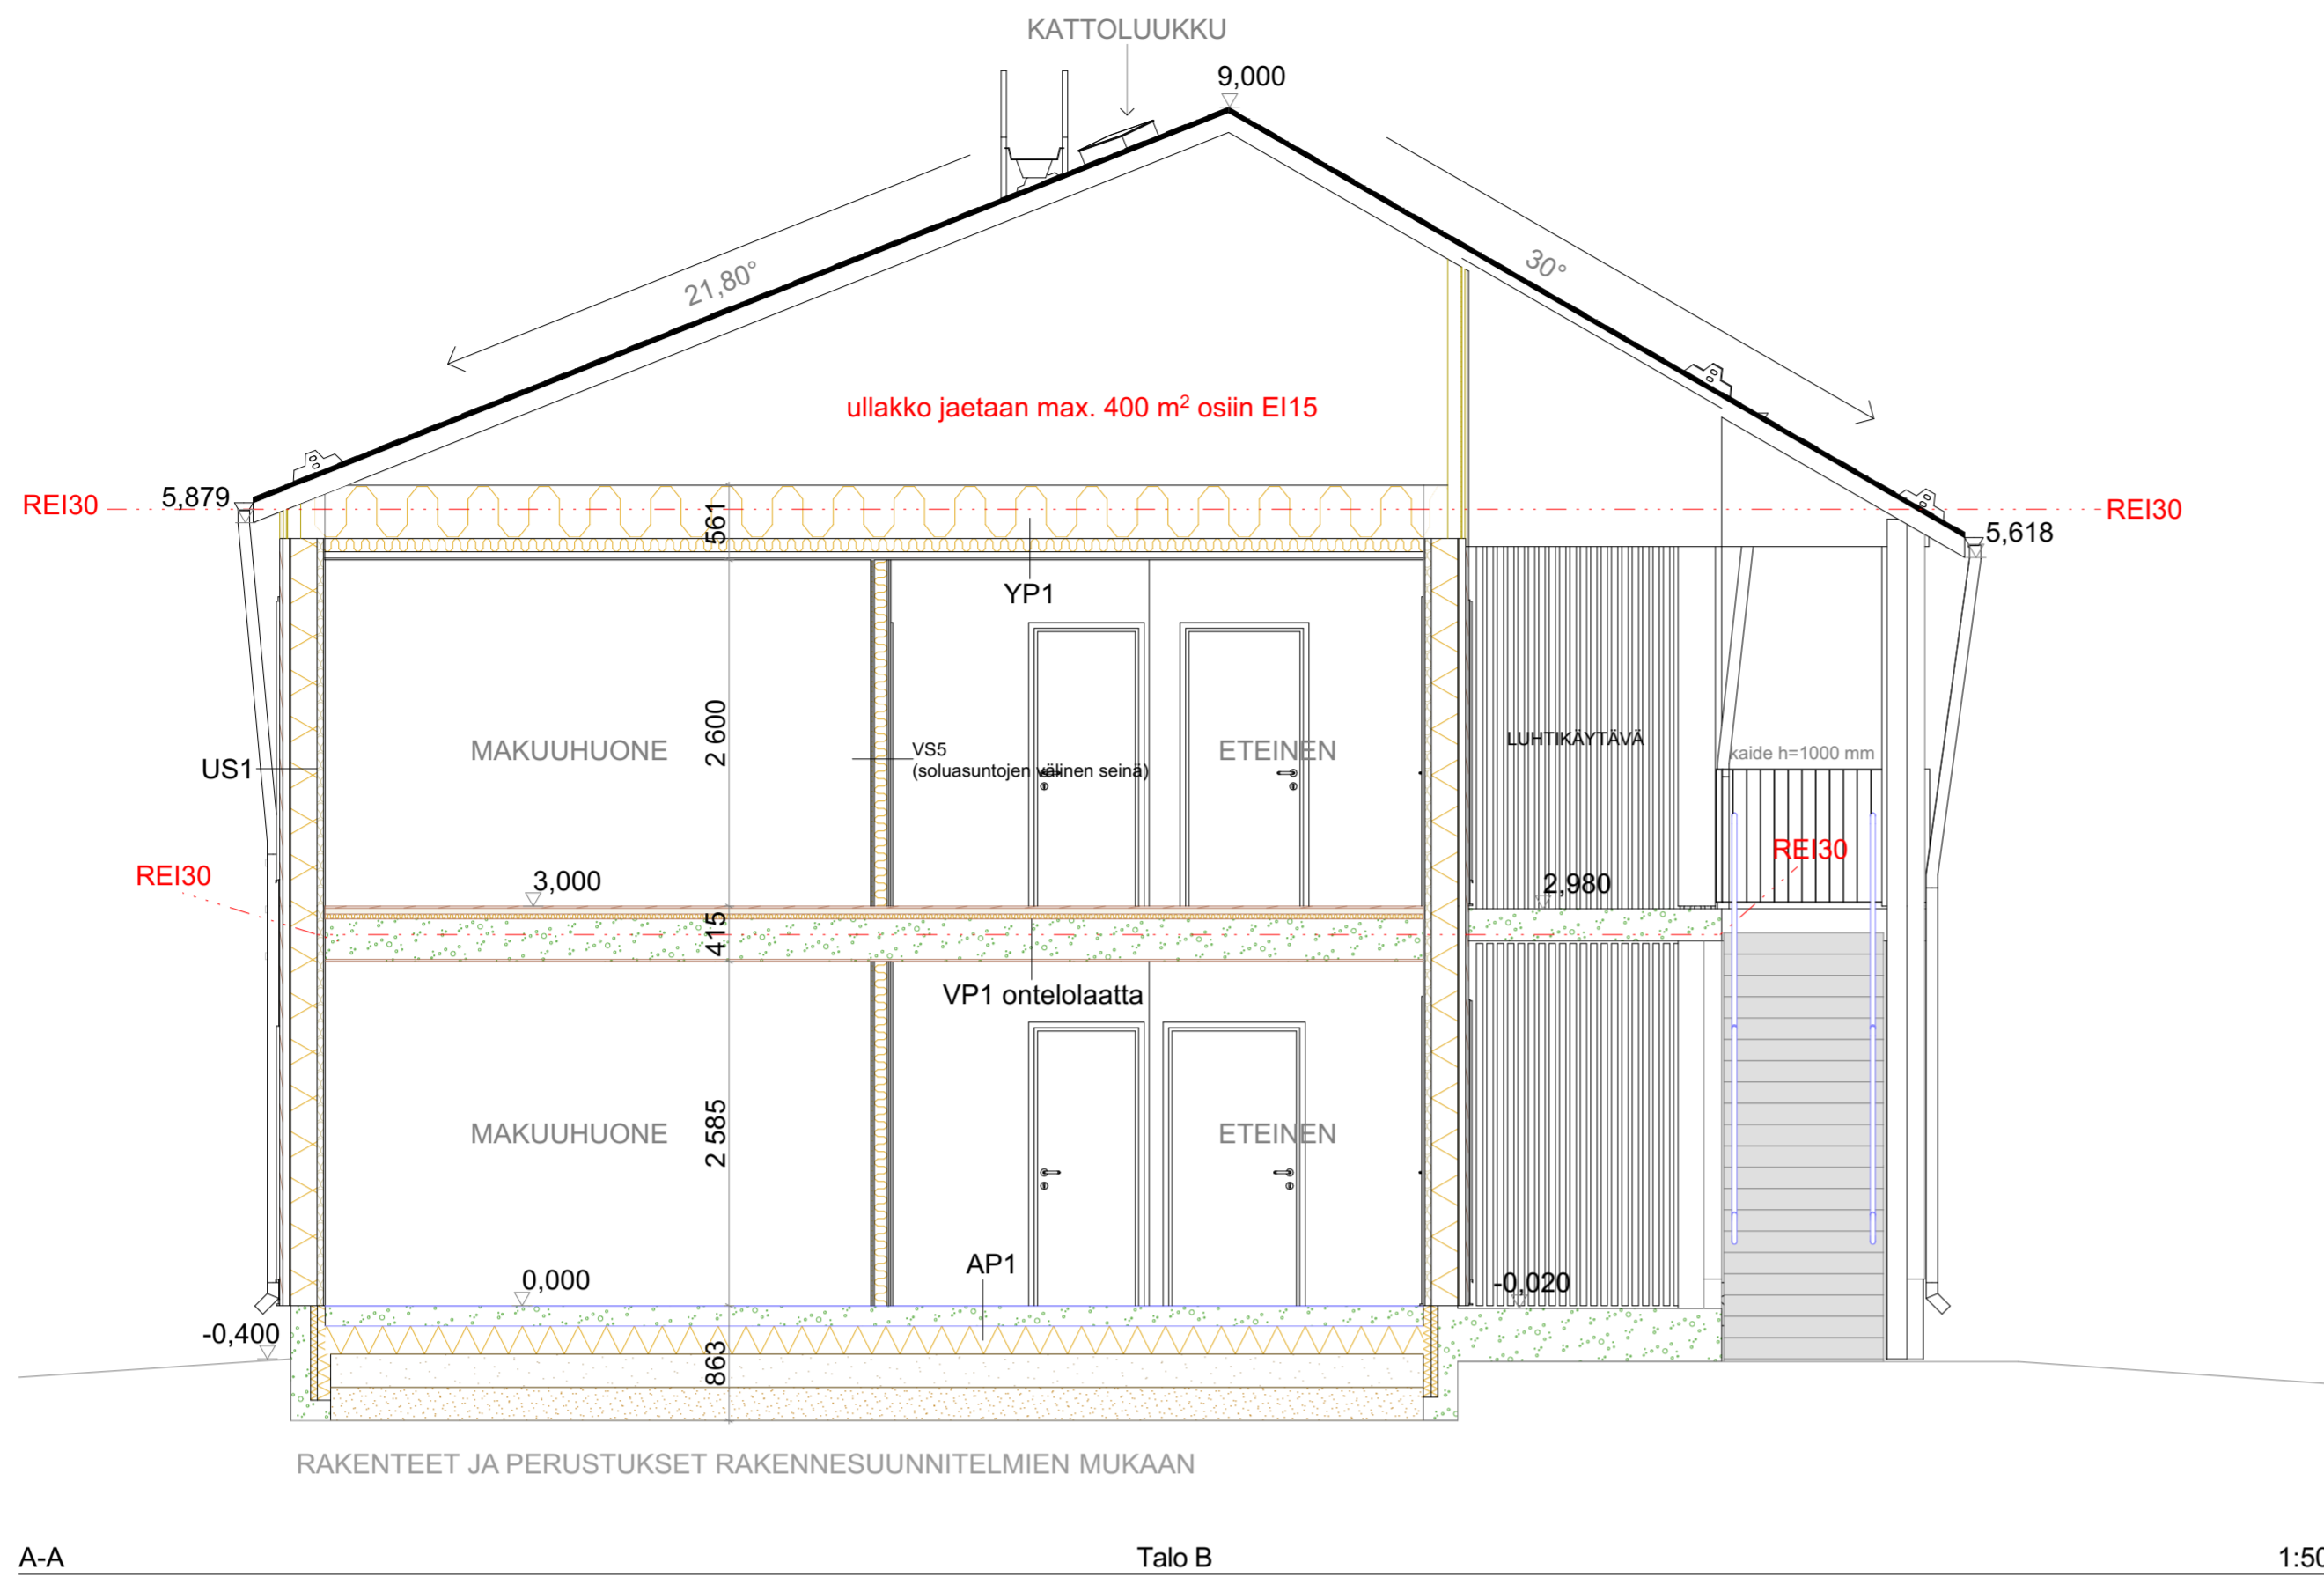 KATTOLUUKKU
9,000
21,80°
30°
ullakko jaetaan max. 400 m² osiin EI15
REI30
5,879
REI30
5,618
561
YP1
MAKUUHUONE
2 600
VS5
(soluasuntojen välinen seinä)
ETEINEN
LUHTIKÄYTÄVÄ
kaide h=1000 mm
US1
REI30
REI30
3,000
2,980
415
VP1 ontelolaatta
MAKUUHUONE
2 585
ETEINEN
AP1
0,000
-0,020
-0,400
863
RAKENTEET JA PERUSTUKSET RAKENNESUUNNITELMIEN MUKAAN
A-A
Talo B
1:50